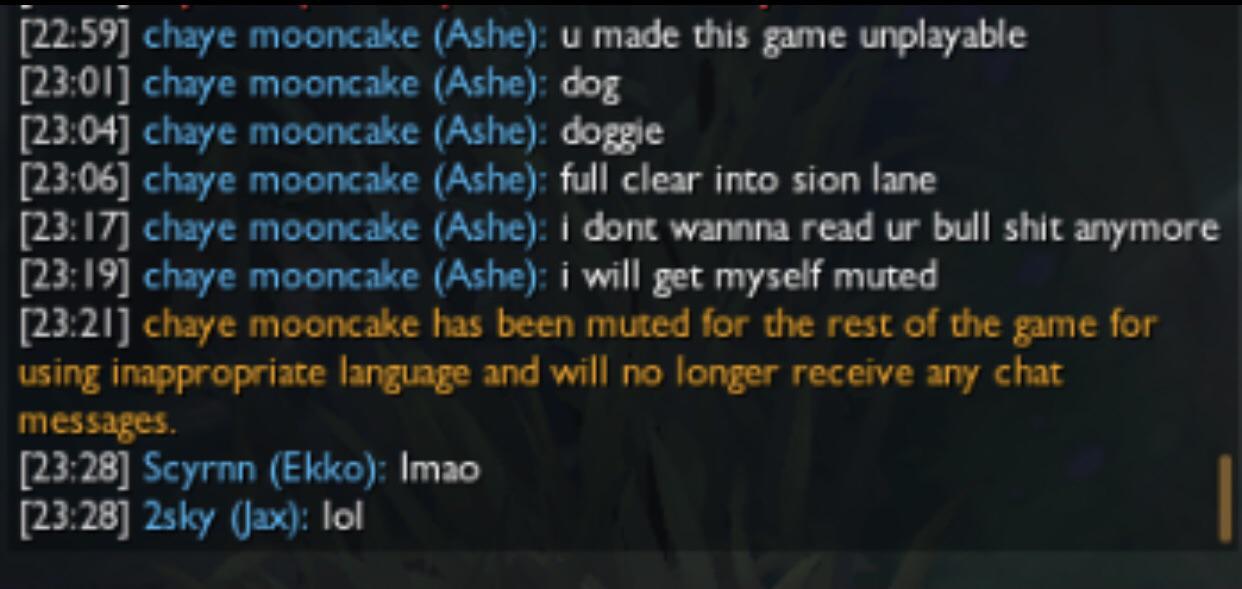 [22:59] chaye mooncake (Ashe): u made this game unplayable
[23:01] chaye mooncake (Ashe): dog
[23:04] chaye mooncake (Ashe): doggie
[23:06] chaye mooncake (Ashe): full clear into sion lane
[23:17] chaye mooncake (Ashe): i dont wannna read ur bull shit anymore
[23:19] chaye mooncake (Ashe): i will get myself muted
[23:21] chaye mooncake has been muted for the rest of the game for
using inappropriate language and will no longer receive any chat
messages.
[23:28] Scyrnn (Ekko): lmao
[23:28] 2sky (Jax): lol